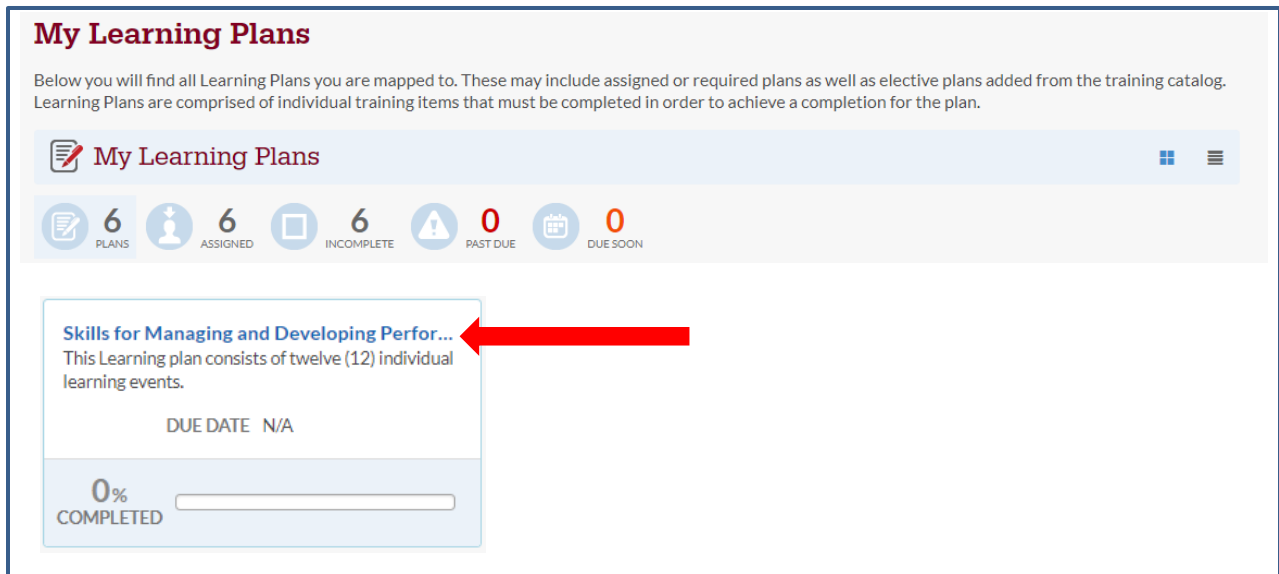 My Learning Plans
Below you will find all Learning Plans you are mapped to. These may include assigned or required plans as well as elective plans added from the training catalog.
Learning Plans are comprised of individual training items that must be completed in order to achieve a completion for the plan.
My Learning Plans
6 PLANS
6 ASSIGNED
6 INCOMPLETE
0 PAST DUE
0 DUE SOON
Skills for Managing and Developing Perfor...
This Learning plan consists of twelve (12) individual
learning events.
DUE DATE N/A
0%
COMPLETED